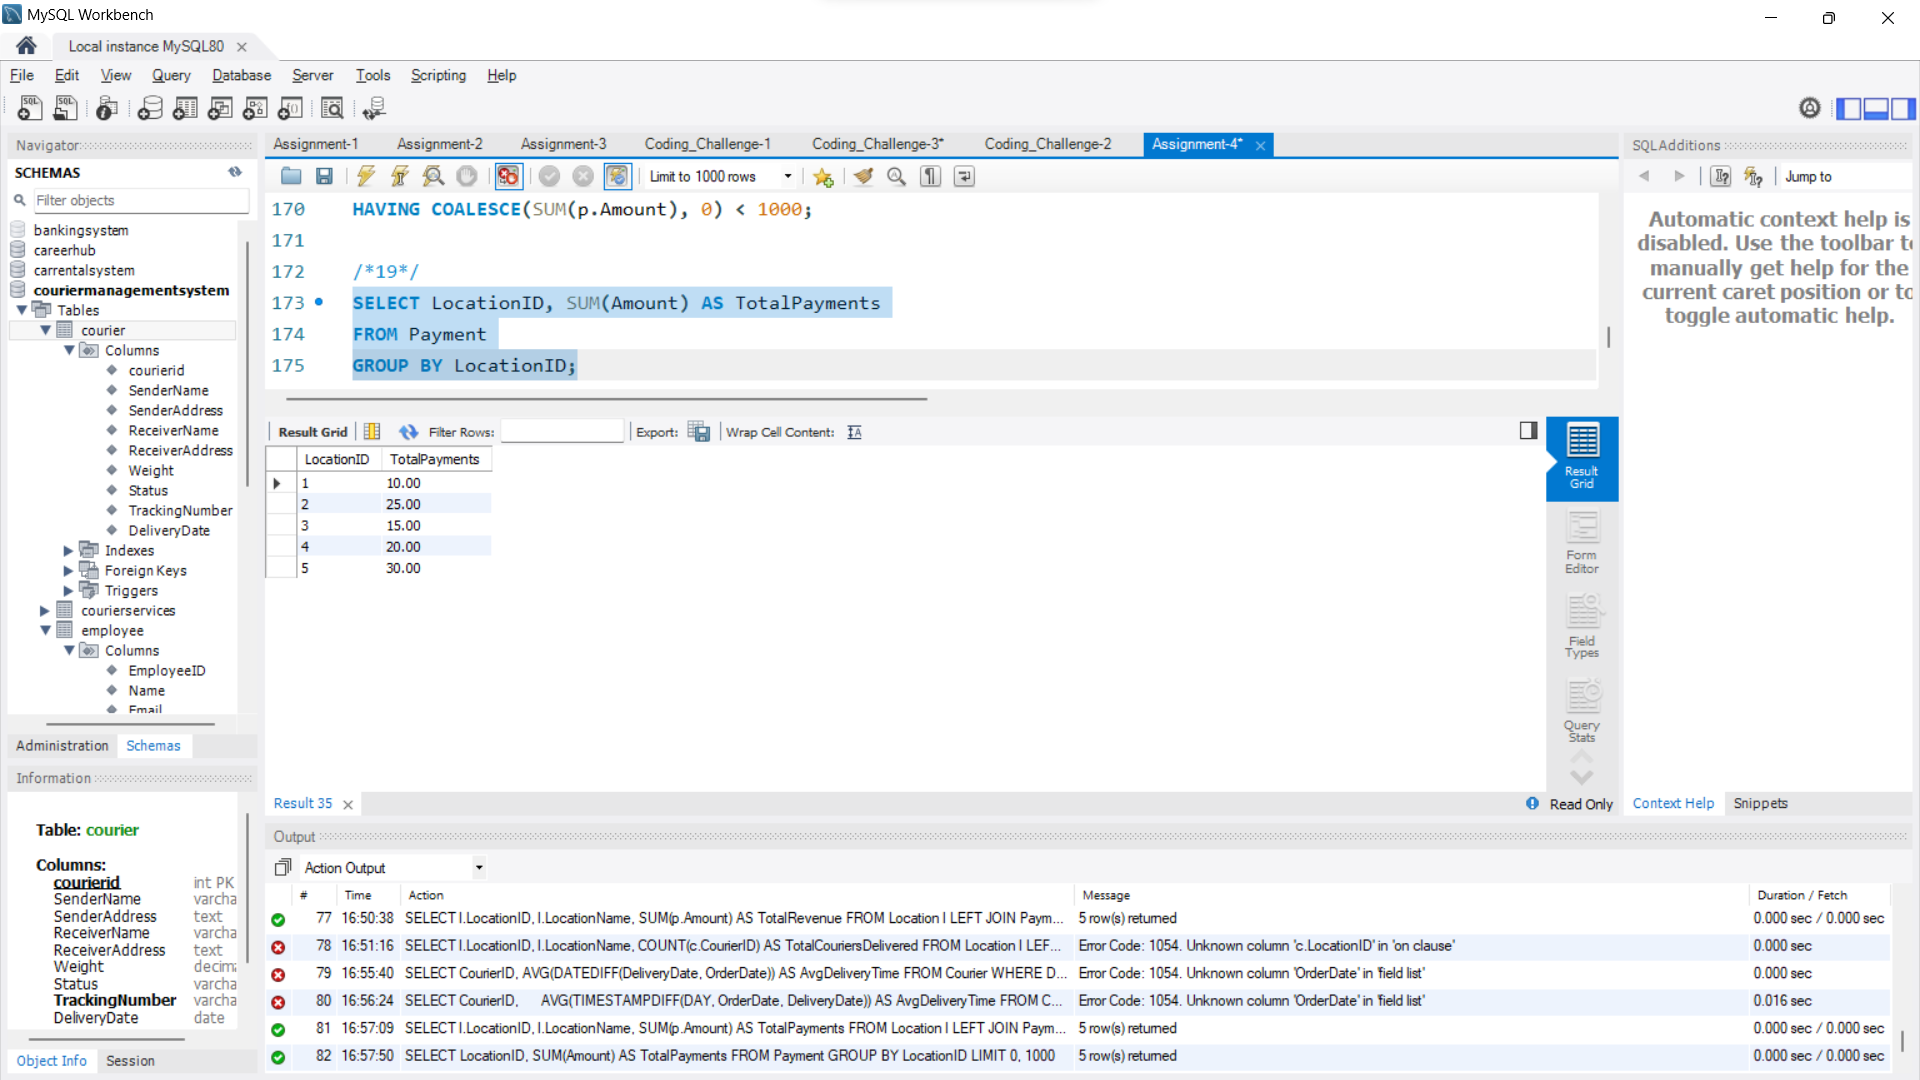 MySQL Workbench
Local instance MySQL80
File Edit View Query Database Server Tools Scripting Help
Navigator
SCHEMAS
Filter objects
bankingsystem
careerhub
carrentalsystem
couriermanagementsystem
Tables
courier
Columns
courierid
SenderName
SenderAddress
ReceiverName
ReceiverAddress
Weight
Status
TrackingNumber
DeliveryDate
Indexes
Foreign Keys
Triggers
courierservices
employee
Columns
EmployeeID
Name
Email
Administration Schemas
Information
Table: courier
Columns:
courierid int PK
SenderName varcha
SenderAddress text
ReceiverName varcha
ReceiverAddress text
Weight decim
Status varcha
TrackingNumber varcha
DeliveryDate date
Object Info Session
Assignment-1 Assignment-2 Assignment-3 Coding_Challenge-1 Coding_Challenge-3* Coding_Challenge-2 Assignment-4*
Limit to 1000 rows
170 HAVING COALESCE(SUM(p.Amount), 0) < 1000;
171
172 /*19*/
173 SELECT LocationID, SUM(Amount) AS TotalPayments
174 FROM Payment
175 GROUP BY LocationID;
Result Grid Filter Rows: Export: Wrap Cell Content:
LocationID TotalPayments
1 10.00
2 25.00
3 15.00
4 20.00
5 30.00
Result Grid
Form Editor
Field Types
Query Stats
Result 35
Read Only
SQLAdditions
Jump to
Automatic context help is
disabled. Use the toolbar t
manually get help for the
current caret position or to
toggle automatic help.
Context Help Snippets
Output
Action Output
# Time Action Message Duration / Fetch
77 16:50:38 SELECT l.LocationID, l.LocationName, SUM(p.Amount) AS TotalRevenue FROM Location l LEFT JOIN Paym... 5 row(s) returned 0.000 sec / 0.000 sec
78 16:51:16 SELECT l.LocationID, l.LocationName, COUNT(c.CourierID) AS TotalCouriersDelivered FROM Location l LEF... Error Code: 1054. Unknown column 'c.LocationID' in 'on clause' 0.000 sec
79 16:55:40 SELECT CourierID, AVG(DATEDIFF(DeliveryDate, OrderDate)) AS AvgDeliveryTime FROM Courier WHERE D... Error Code: 1054. Unknown column 'OrderDate' in 'field list' 0.000 sec
80 16:56:24 SELECT CourierID, AVG(TIMESTAMPDIFF(DAY, OrderDate, DeliveryDate)) AS AvgDeliveryTime FROM C... Error Code: 1054. Unknown column 'OrderDate' in 'field list' 0.016 sec
81 16:57:09 SELECT l.LocationID, l.LocationName, SUM(p.Amount) AS TotalPayments FROM Location l LEFT JOIN Paym... 5 row(s) returned 0.000 sec / 0.000 sec
82 16:57:50 SELECT LocationID, SUM(Amount) AS TotalPayments FROM Payment GROUP BY LocationID LIMIT 0, 1000 5 row(s) returned 0.000 sec / 0.000 sec